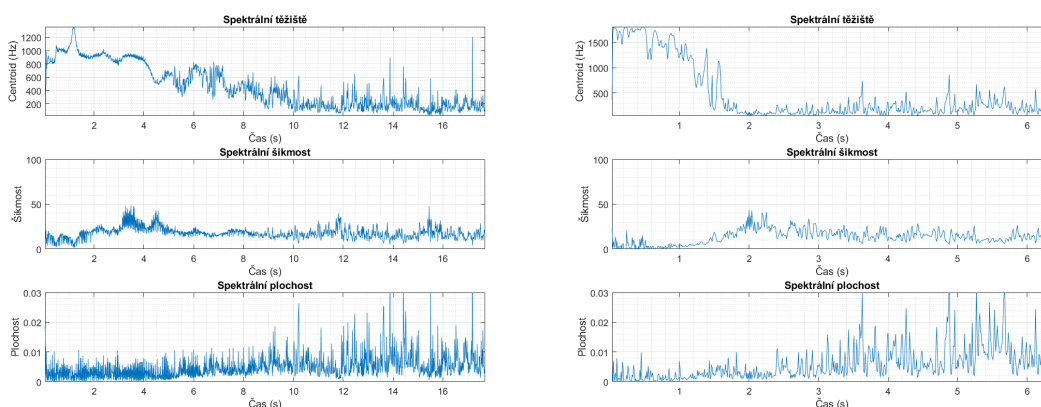 Spektrální těžiště
Centroid (Hz)
1200
1000
800
600
400
200
2 4 6 8 10 12 14 16
Čas (s)
Spektrální šikmost
Šikmost
100
50
0
2 4 6 8 10 12 14 16
Čas (s)
Spektrální plochost
Plochost
0.03
0.02
0.01
0
2 4 6 8 10 12 14 16
Čas (s)
Spektrální těžiště
Centroid (Hz)
1500
1000
500
1 2 3 4 5 6
Čas (s)
Spektrální šikmost
Šikmost
100
50
0
1 2 3 4 5 6
Čas (s)
Spektrální plochost
Plochost
0.03
0.02
0.01
0
1 2 3 4 5 6
Čas (s)